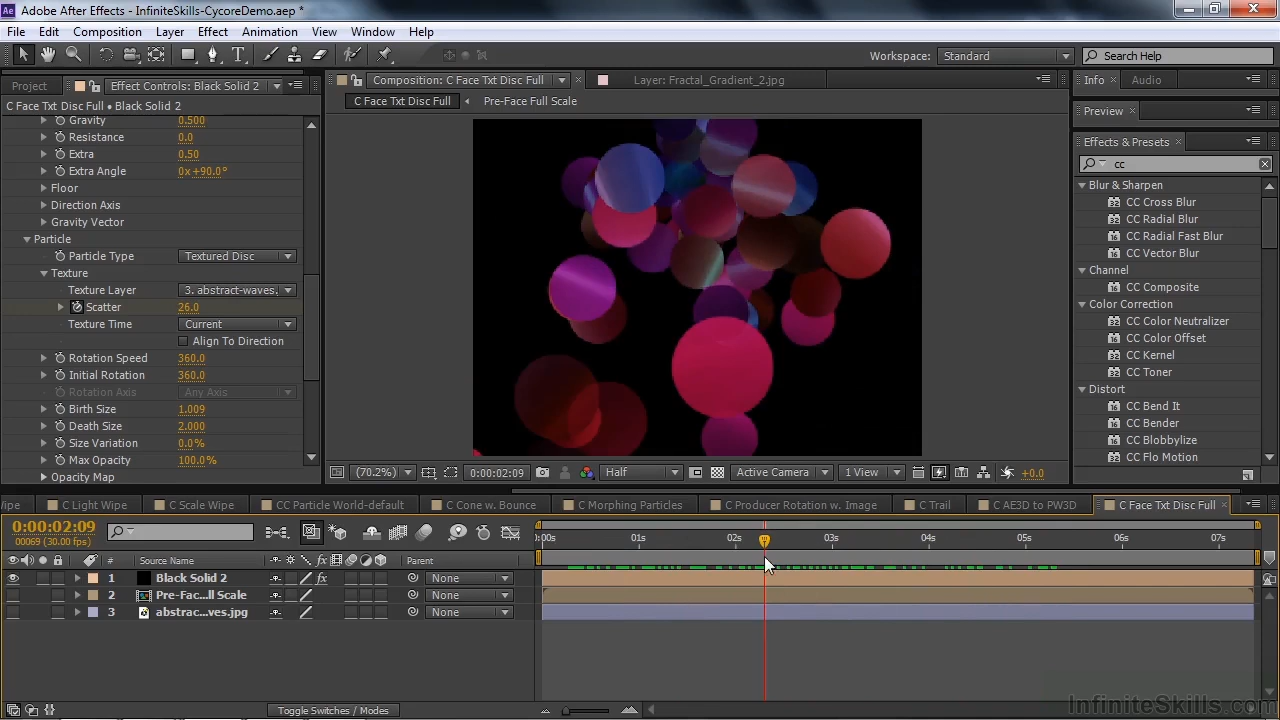 Adobe After Effects - InfiniteSkills-CycoreDemo.aep *
File Edit Composition Layer Effect Animation View Window Help
Workspace: Standard Search Help
Project Effect Controls: Black Solid 2 Composition: C Face Txt Disc Full Layer: Fractal_Gradient_2.jpg Info Audio
C Face Txt Disc Full • Black Solid 2 C Face Txt Disc Full Pre-Face Full Scale
Preview
Effects & Presets
cc
Gravity 0.500
Resistance 0.0
Extra 0.50
Extra Angle 0x+90.0°
Floor
Direction Axis
Gravity Vector
Particle
Particle Type Textured Disc
Texture
Texture Layer 3. abstract-waves.
Scatter 26.0
Texture Time Current
Align To Direction
Rotation Speed 360.0
Initial Rotation 360.0
Rotation Axis Any Axis
Birth Size 1.009
Death Size 2.000
Size Variation 0.0%
Max Opacity 100.0%
Opacity Map
Blur & Sharpen
CC Cross Blur
CC Radial Blur
CC Radial Fast Blur
CC Vector Blur
Channel
CC Composite
Color Correction
CC Color Neutralizer
CC Color Offset
CC Kernel
CC Toner
Distort
CC Bend It
CC Bender
CC Blobbylize
CC Flo Motion
(70.2%) 0:00:02:09 Half Active Camera 1 View +0.0
Wipe C Light Wipe C Scale Wipe CC Particle World-default C Cone w. Bounce C Morphing Particles C Producer Rotation w. Image C Trail C AE3D to PW3D C Face Txt Disc Full
0:00:02:09
00069 (30.00 fps)
0:00s 01s 02s 03s 04s 05s 06s 07s
# Source Name Parent
1 Black Solid 2 None
2 Pre-Fac...ll Scale None
3 abstrac...ves.jpg None
Toggle Switches / Modes
InfiniteSkills.com